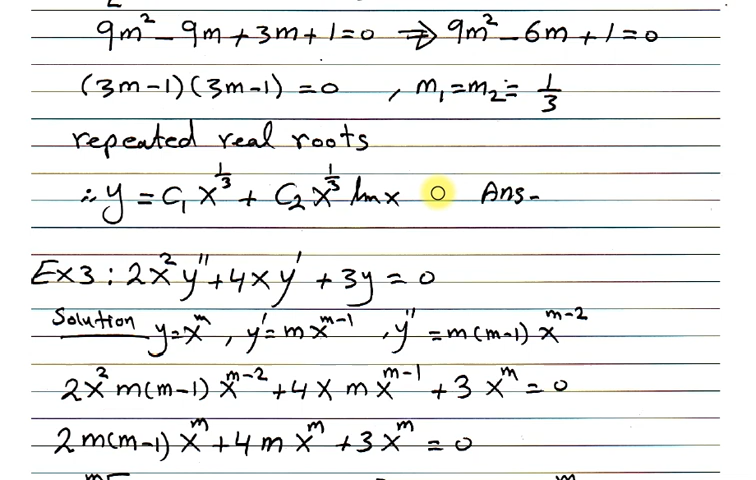 9m² - 9m + 3m + 1 = 0 ⇒ 9m² - 6m + 1 = 0
(3m-1)(3m-1) = 0 , m₁ = m₂ = 1/3
repeated real roots
∴ y = C₁ x^(1/3) + C₂ x^(1/3) ln x Ans-
Ex3 : 2x² y'' + 4x y' + 3y = 0
Solution y = x^m , y' = m x^(m-1) , y'' = m(m-1) x^(m-2)
2x² m(m-1) x^(m-2) + 4x m x^(m-1) + 3 x^m = 0
2m(m-1) x^m + 4m x^m + 3x^m = 0